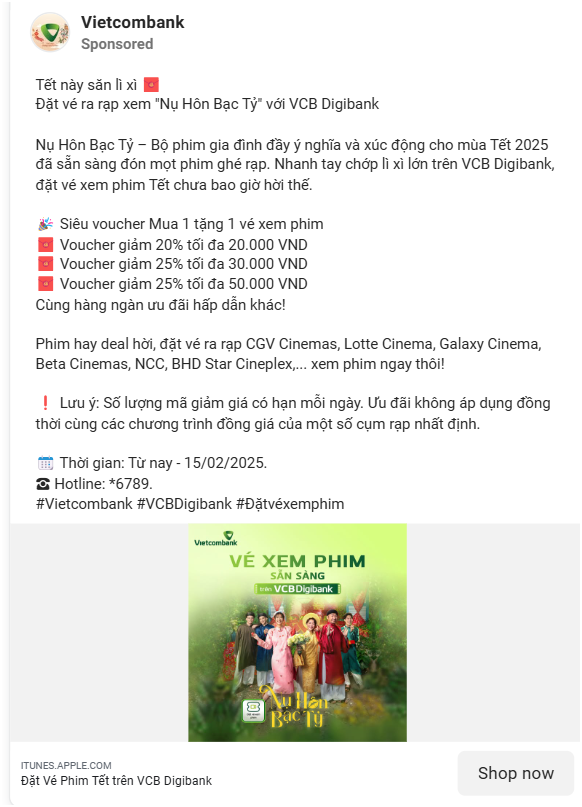 Vietcombank
Sponsored
Tết này săn lì xì 🧧
Đặt vé ra rạp xem "Nụ Hôn Bạc Tỷ" với VCB Digibank
Nụ Hôn Bạc Tỷ – Bộ phim gia đình đầy ý nghĩa và xúc động cho mùa Tết 2025
đã sẵn sàng đón mọt phim ghé rạp. Nhanh tay chớp lì xì lớn trên VCB Digibank,
đặt vé xem phim Tết chưa bao giờ hời thế.
🎉 Siêu voucher Mua 1 tặng 1 vé xem phim
🧧 Voucher giảm 20% tối đa 20.000 VND
🧧 Voucher giảm 25% tối đa 30.000 VND
🧧 Voucher giảm 25% tối đa 50.000 VND
Cùng hàng ngàn ưu đãi hấp dẫn khác!
Phim hay deal hời, đặt vé ra rạp CGV Cinemas, Lotte Cinema, Galaxy Cinema,
Beta Cinemas, NCC, BHD Star Cineplex,... xem phim ngay thôi!
❗ Lưu ý: Số lượng mã giảm giá có hạn mỗi ngày. Ưu đãi không áp dụng đồng
thời cùng các chương trình đồng giá của một số cụm rạp nhất định.
🗓 Thời gian: Từ nay - 15/02/2025.
☎ Hotline: *6789.
#Vietcombank #VCBDigibank #Đặtvéxemphim
Vietcombank
VÉ XEM PHIM
SẴN SÀNG
trên VCBDigibank
Nụ Hôn
Bạc Tỷ
ITUNES.APPLE.COM
Đặt Vé Phim Tết trên VCB Digibank
Shop now